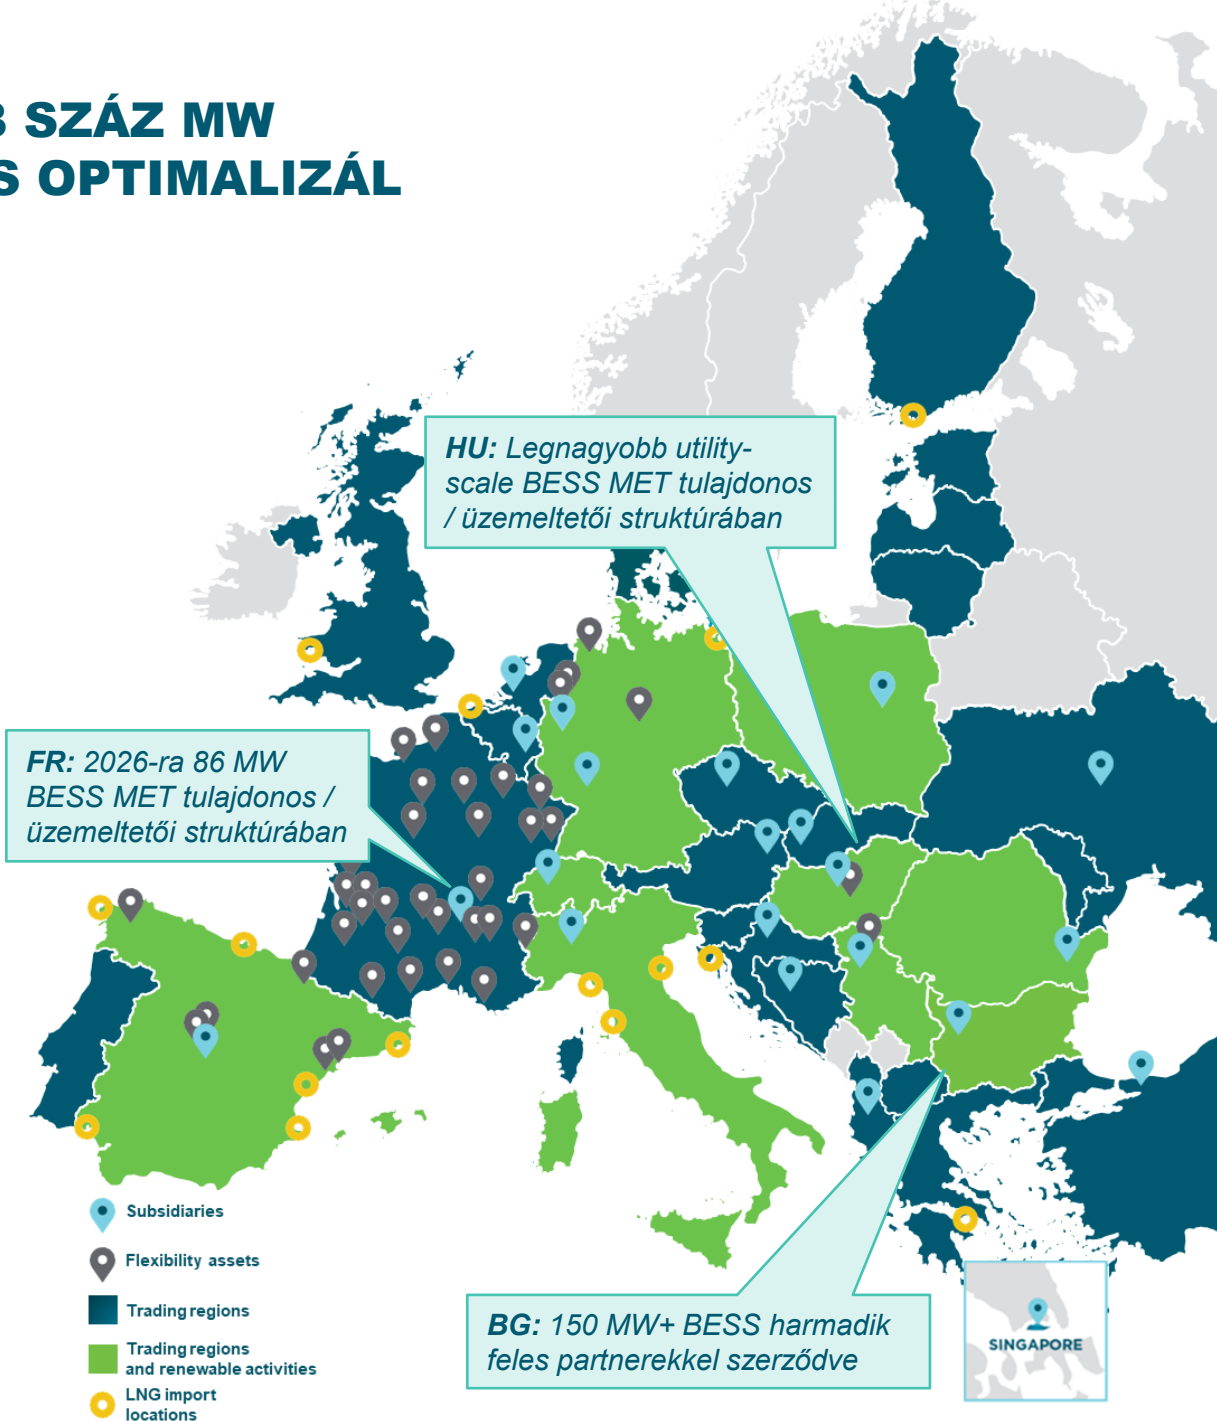 SZÁZ MW
OPTIMALIZÁL
HU: Legnagyobb utility-
scale BESS MET tulajdonos
/ üzemeltetői struktúrában
FR: 2026-ra 86 MW
BESS MET tulajdonos /
üzemeltetői struktúrában
Subsidiaries
Flexibility assets
Trading regions
Trading regions
and renewable activities
LNG import
locations
BG: 150 MW+ BESS harmadik
feles partnerekkel szerződve
SINGAPORE